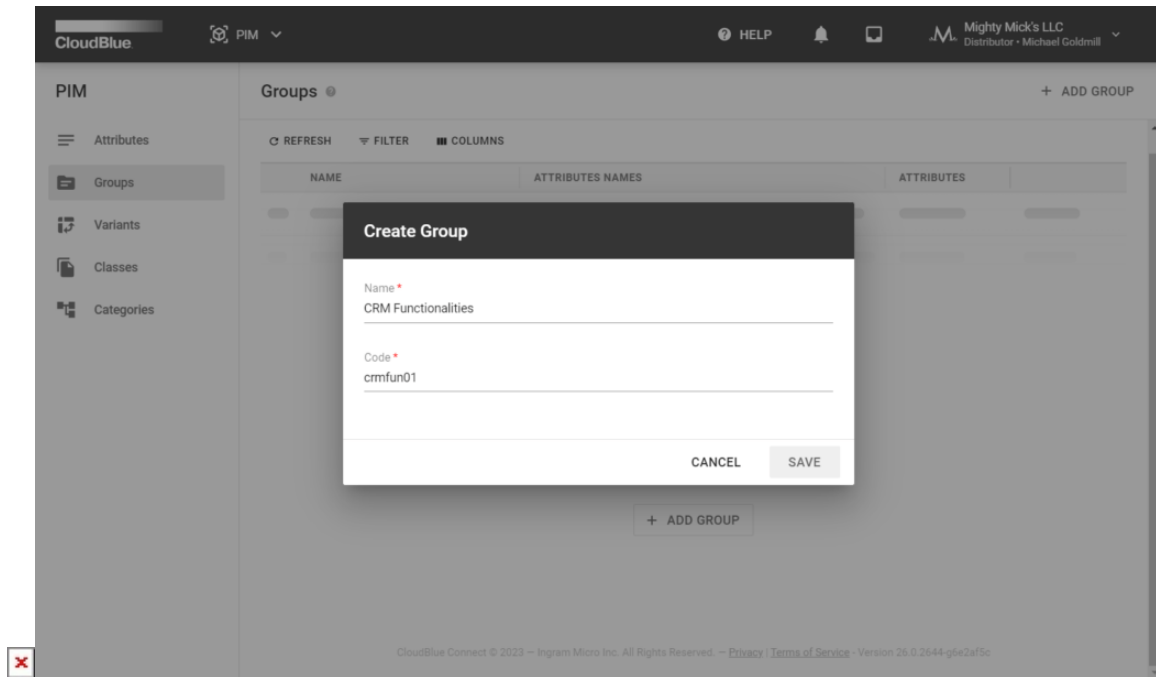 CloudBlue
PIM
HELP
Mighty Mick's LLC
Distributor • Michael Goldmill
PIM
Groups
+ ADD GROUP
Attributes
Groups
Variants
Classes
Categories
REFRESH
FILTER
COLUMNS
NAME
ATTRIBUTES NAMES
ATTRIBUTES
Create Group
Name *
CRM Functionalities
Code *
crmfun01
CANCEL
SAVE
+ ADD GROUP
CloudBlue Connect © 2023 — Ingram Micro Inc. All Rights Reserved. — Privacy | Terms of Service - Version 26.0.2644-g6e2af5c